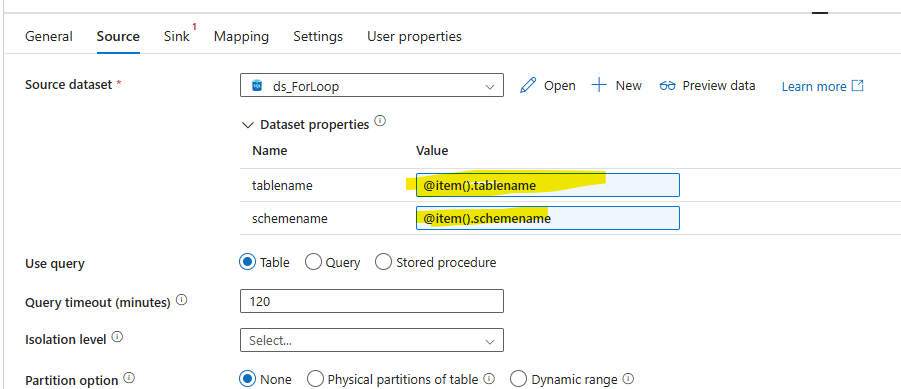 General Source Sink 1 Mapping Settings User properties
Source dataset * ds_ForLoop Open New Preview data Learn more
Dataset properties
Name Value
tablename @item().tablename
schemename @item().schemename
Use query Table Query Stored procedure
Query timeout (minutes) 120
Isolation level Select...
Partition option None Physical partitions of table Dynamic range